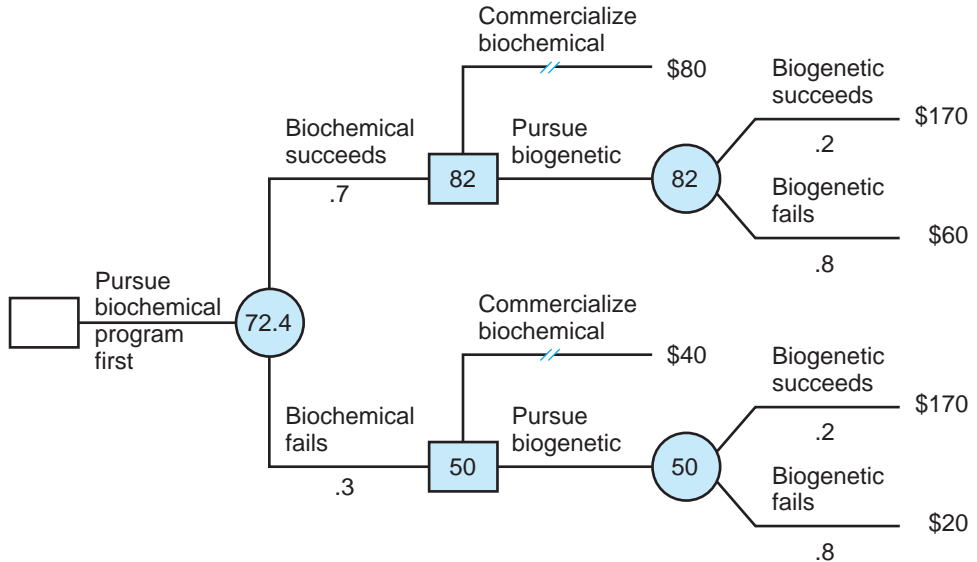 Commercialize
biochemical
$80
Biogenetic
succeeds
$170
.2
Biochemical
succeeds
.7
82
Pursue
biogenetic
82
Biogenetic
fails
$60
.8
Pursue
biochemical
program
first
72.4
Commercialize
biochemical
$40
Biogenetic
succeeds
$170
.2
Biochemical
fails
.3
50
Pursue
biogenetic
50
Biogenetic
fails
$20
.8